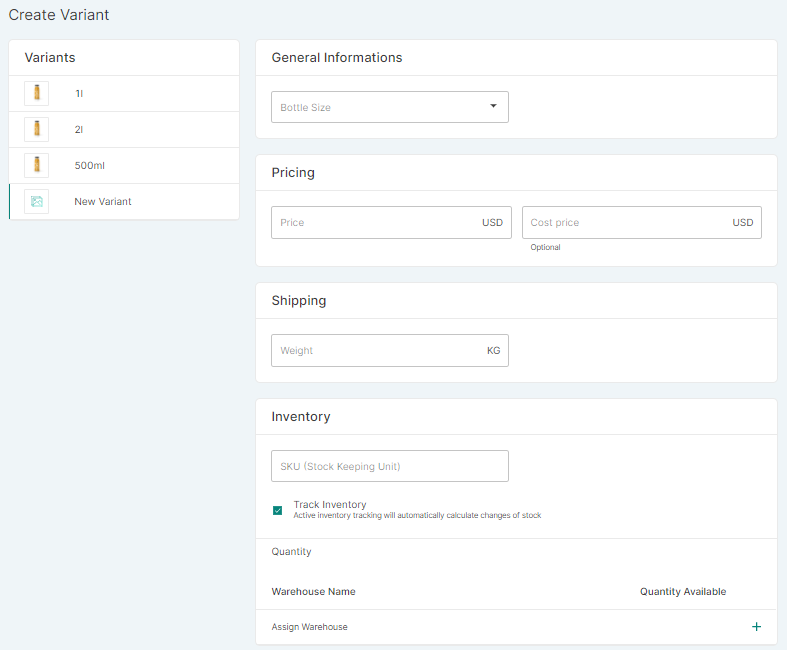 Create Variant
Variants
1l
2l
500ml
New Variant
General Informations
Bottle Size
Pricing
Price USD
Cost price USD
Optional
Shipping
Weight KG
Inventory
SKU (Stock Keeping Unit)
Track Inventory
Active inventory tracking will automatically calculate changes of stock
Quantity
Warehouse Name Quantity Available
Assign Warehouse